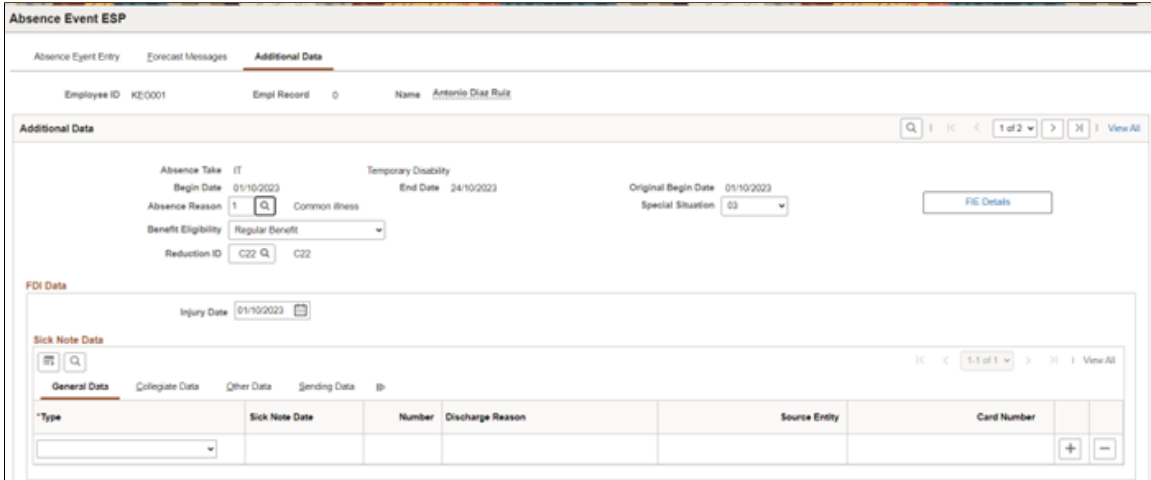 Absence Event ESP
Absence Event Entry Forecast Messages Additional Data
Employee ID KEG001 Empl Record 0 Name Antonio Diaz Ruiz
Additional Data 1 of 2 View All
Absence Take IT Temporary Disability
Begin Date 01/10/2023 End Date 24/10/2023 Original Begin Date 01/10/2023
Absence Reason 1 Common illness Special Situation 03 FIE Details
Benefit Eligibility Regular Benefit
Reduction ID C22 C22
FDI Data
Injury Date 01/10/2023
Sick Note Data
1-1 of 1 View All
General Data Collegiate Data Other Data Sending Data
*Type Sick Note Date Number Discharge Reason Source Entity Card Number